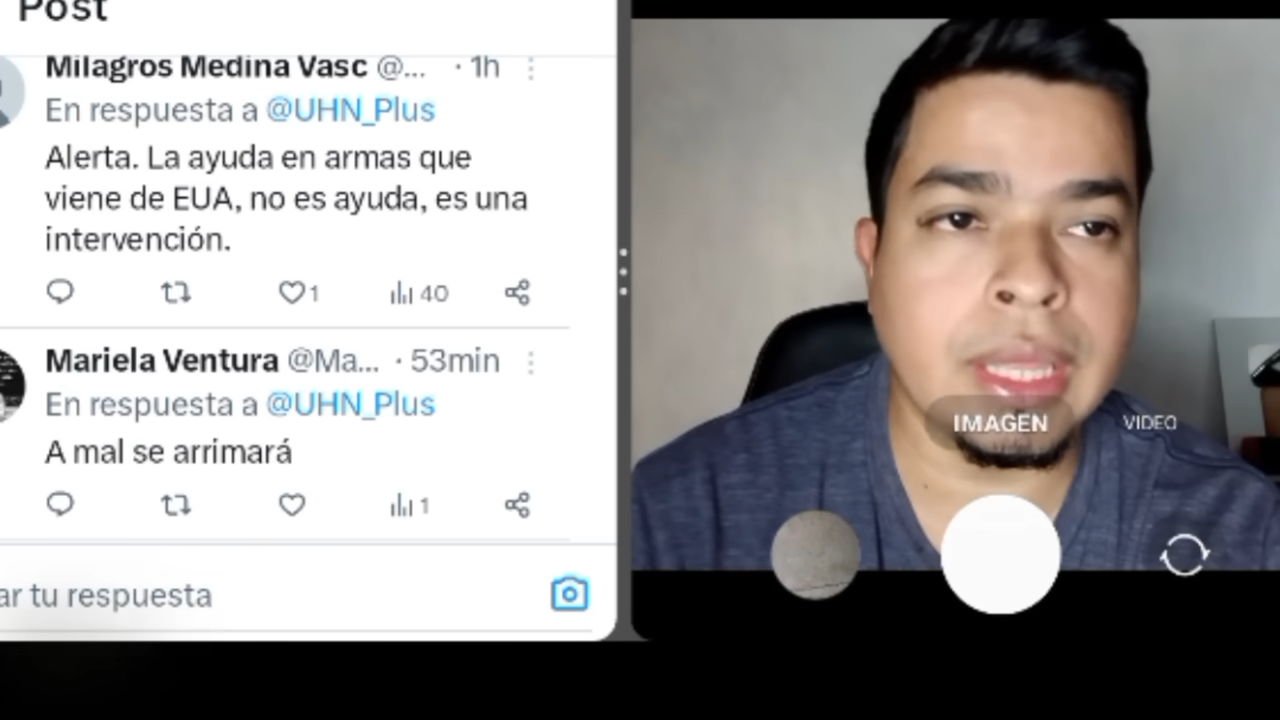 Post
Milagros Medina Vasc @... · 1h
En respuesta a @UHN_Plus
Alerta. La ayuda en armas que
viene de EUA, no es ayuda, es una
intervención.
1
40
Mariela Ventura @Ma... · 53min
En respuesta a @UHN_Plus
A mal se arrimará
1
ar tu respuesta
IMAGEN
VIDEO